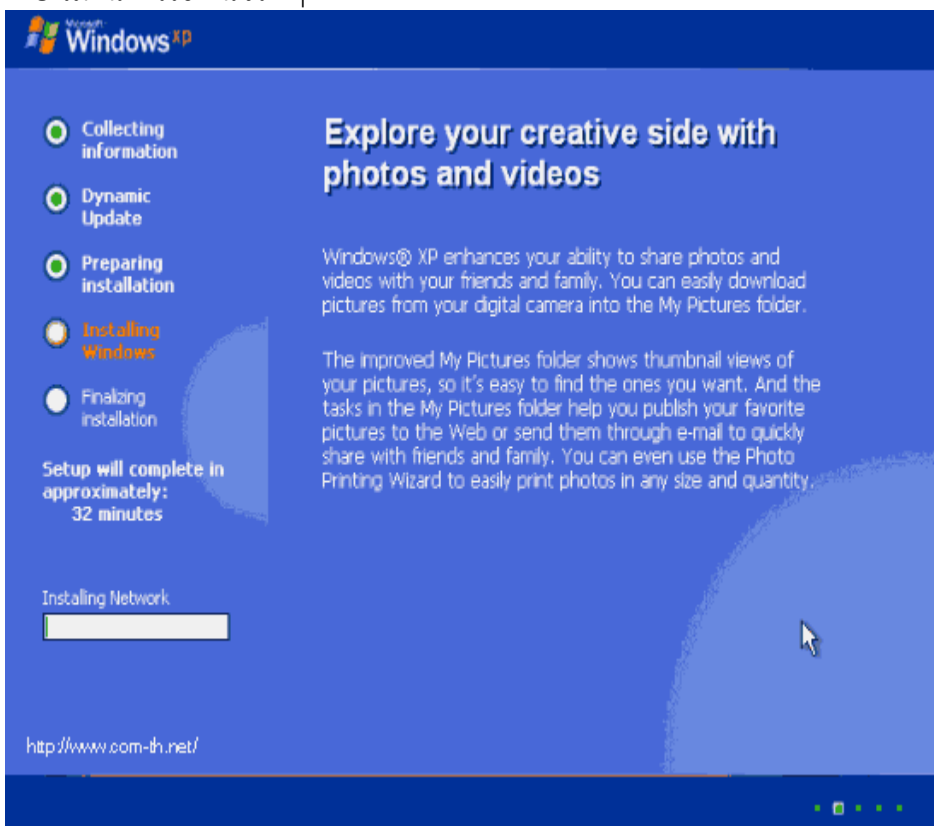 Microsoft
Windows xp
Collecting
information
Dynamic
Update
Preparing
installation
Installing
Windows
Finalizing
installation
Setup will complete in
approximately:
32 minutes
Installing Network
http://www.com-th.net/
Explore your creative side with
photos and videos
Windows® XP enhances your ability to share photos and
videos with your friends and family. You can easily download
pictures from your digital camera into the My Pictures folder.
The improved My Pictures folder shows thumbnail views of
your pictures, so it's easy to find the ones you want. And the
tasks in the My Pictures folder help you publish your favorite
pictures to the Web or send them through e-mail to quickly
share with friends and family. You can even use the Photo
Printing Wizard to easily print photos in any size and quantity.